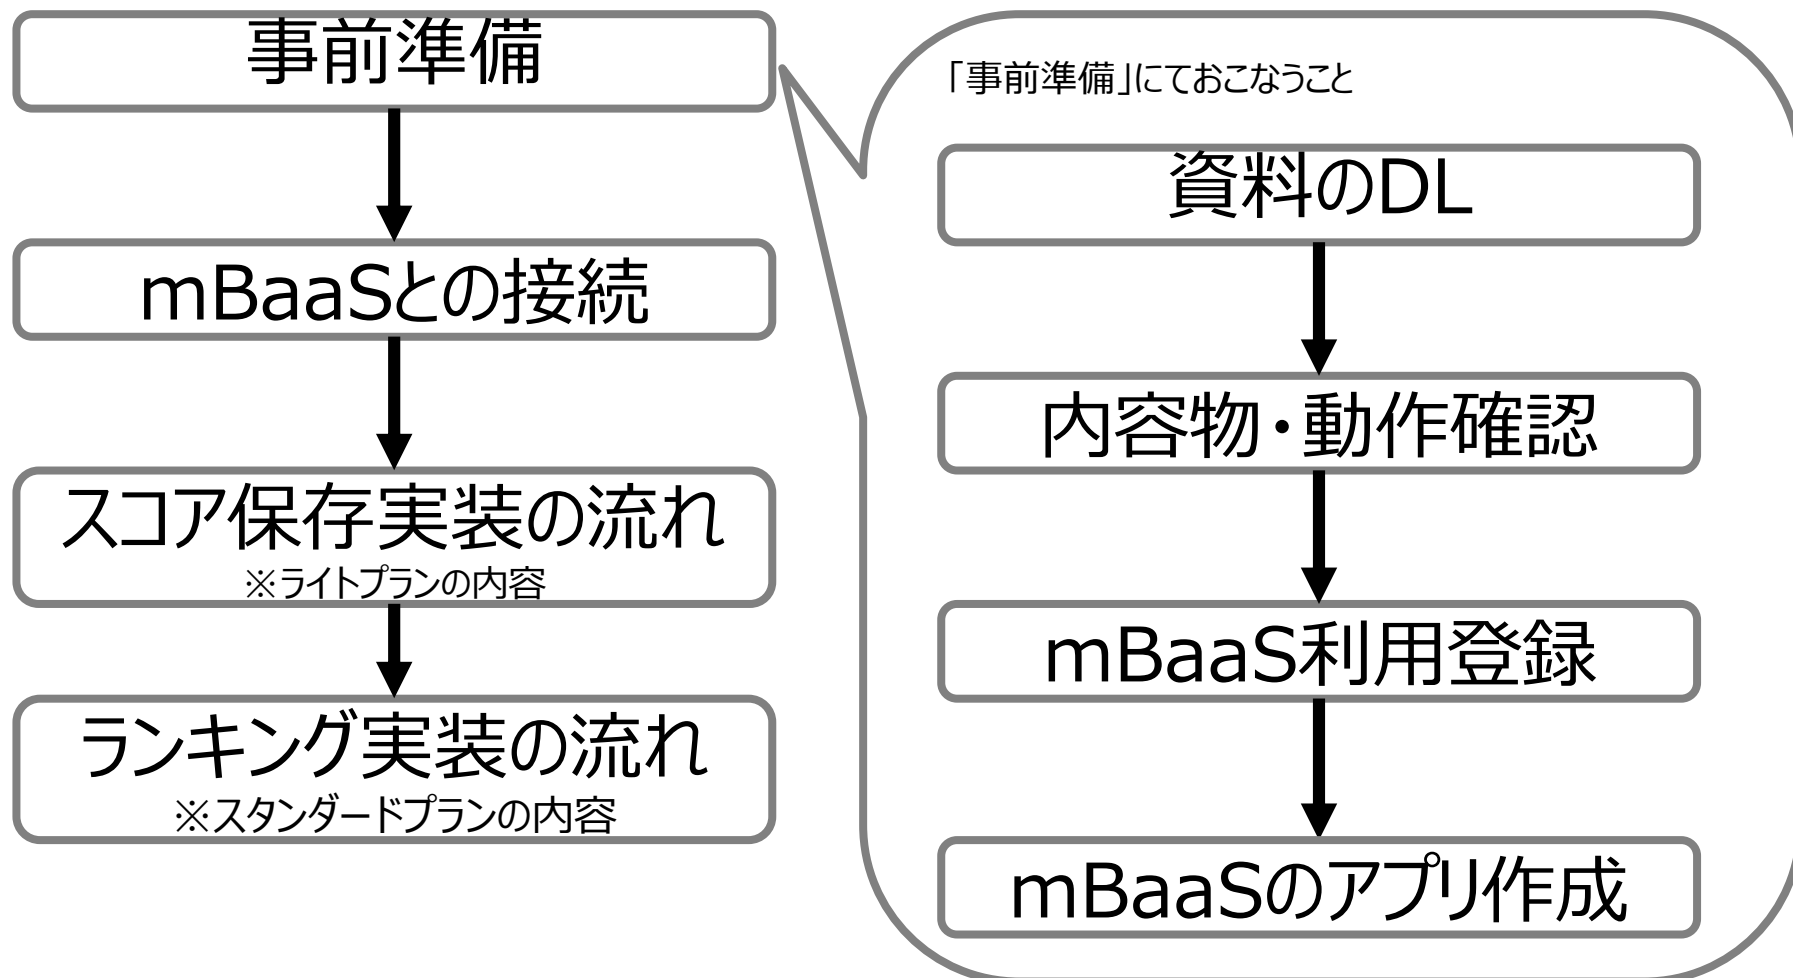 事前準備
mBaaSとの接続
スコア保存実装の流れ
※ライトプランの内容
ランキング実装の流れ
※スタンダードプランの内容
「事前準備」にておこなうこと
資料のDL
内容物・動作確認
mBaaS利用登録
mBaaSのアプリ作成